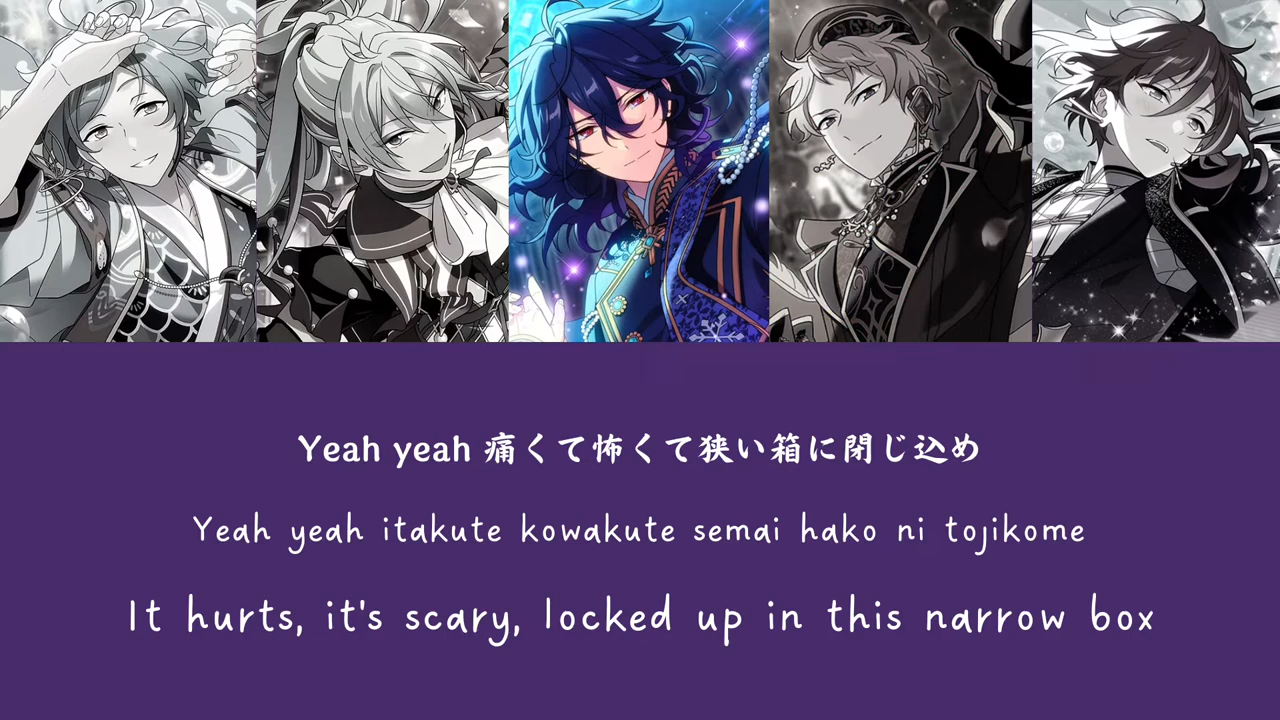 Yeah yeah 痛くて怖くて狭い箱に閉じ込め
Yeah yeah itakute kowakute semai hako ni tojikome
It hurts, it's scary, locked up in this narrow box